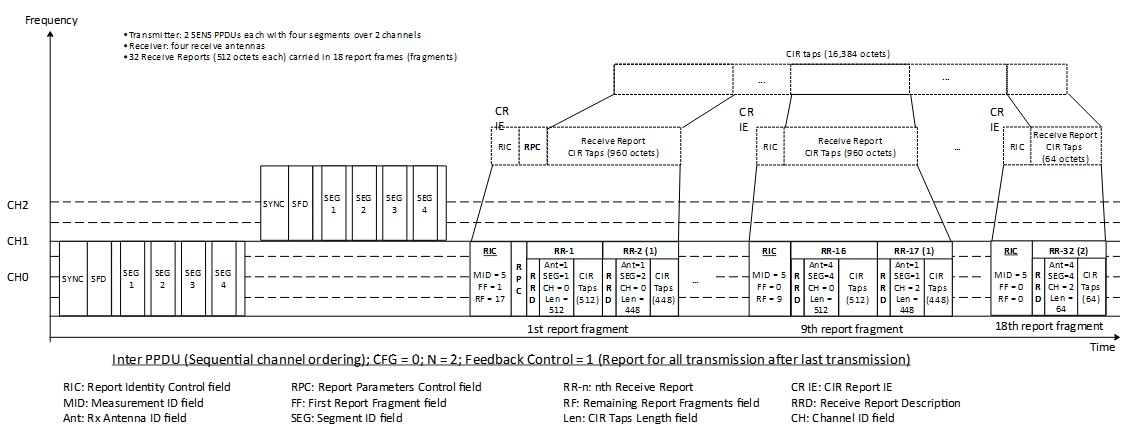 Frequency
• Transmitter: 2 SENS PPDUs each with four segments over 2 channels
• Receiver: four receive antennas
• 32 Receive Reports (512 octets each) carried in 18 report frames (fragments)
CIR taps (16,384 octets)
...
...
CR
IE
RIC
RPC
Receive Report
CIR Taps (960 octets)
CR
IE
RIC
Receive Report
CIR Taps (960 octets)
...
CR
IE
RIC
Receive Report
CIR Taps
(64 octets)
CH2
SYNC
SFD
SEG
1
SEG
2
SEG
3
SEG
4
CH1
CH0
SYNC
SFD
SEG
1
SEG
2
SEG
3
SEG
4
RIC
MID = 5
FF = 1
RF = 17
R
P
C
RR-1
R
R
D
Ant=1
SEG=1
CH = 0
Len =
512
CIR
Taps
(512)
RR-2 (1)
R
R
D
Ant=1
SEG=2
CH = 0
Len =
448
CIR
Taps
(448)
...
RIC
MID = 5
FF = 0
RF = 9
RR-16
R
R
D
Ant=4
SEG=4
CH = 0
Len =
512
CIR
Taps
(512)
RR-17 (1)
R
R
D
Ant=1
SEG=1
CH = 2
Len =
448
CIR
Taps
(448)
RIC
MID = 5
FF = 0
RF = 0
RR-32 (2)
R
R
D
Ant=4
SEG=4
CH = 2
Len =
64
CIR
Taps
(64)
1st report fragment
9th report fragment
18th report fragment
Time
Inter PPDU (Sequential channel ordering); CFG = 0; N = 2; Feedback Control = 1 (Report for all transmission after last transmission)
RIC: Report Identity Control field
RPC: Report Parameters Control field
RR-n: nth Receive Report
CR IE: CIR Report IE
MID: Measurement ID field
FF: First Report Fragment field
RF: Remaining Report Fragments field
RRD: Receive Report Description
Ant: Rx Antenna ID field
SEG: Segment ID field
Len: CIR Taps Length field
CH: Channel ID field